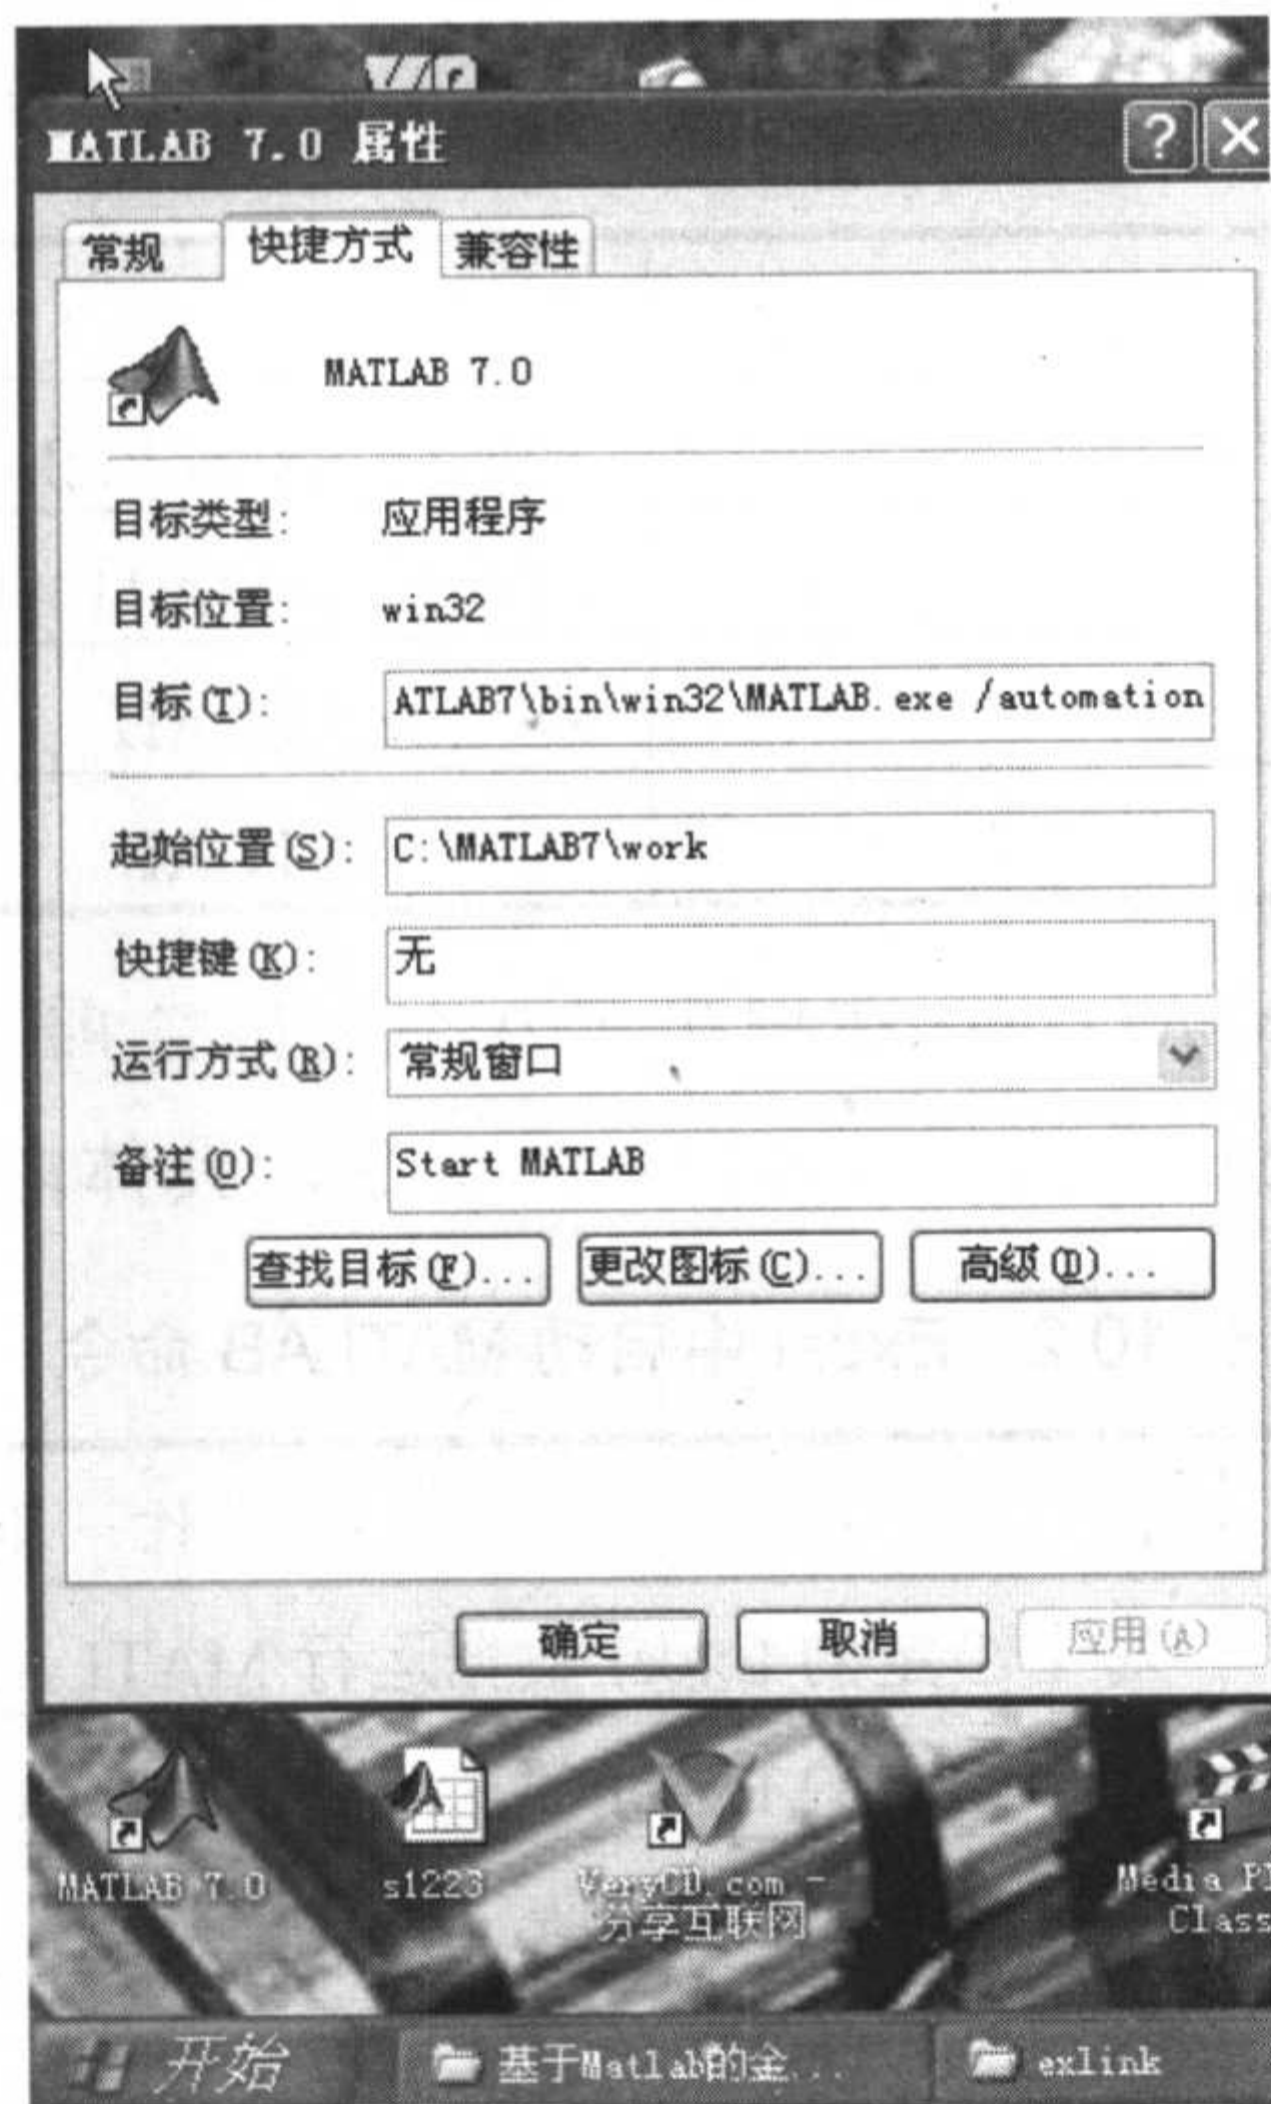 MATLAB 7.0 属性
常规 快捷方式 兼容性
MATLAB 7.0
目标类型: 应用程序
目标位置: win32
目标(T): ATLAB7\bin\win32\MATLAB.exe /automation
起始位置(S): C:\MATLAB7\work
快捷键(K): 无
运行方式(R): 常规窗口
备注(O): Start MATLAB
查找目标(F)... 更改图标(C)... 高级(D)...
确定 取消 应用(A)
MATLAB 7.0 s1223 VeryCD.com - Media Pl
分享互联网 Class
开始 基于Matlab的金... exlink